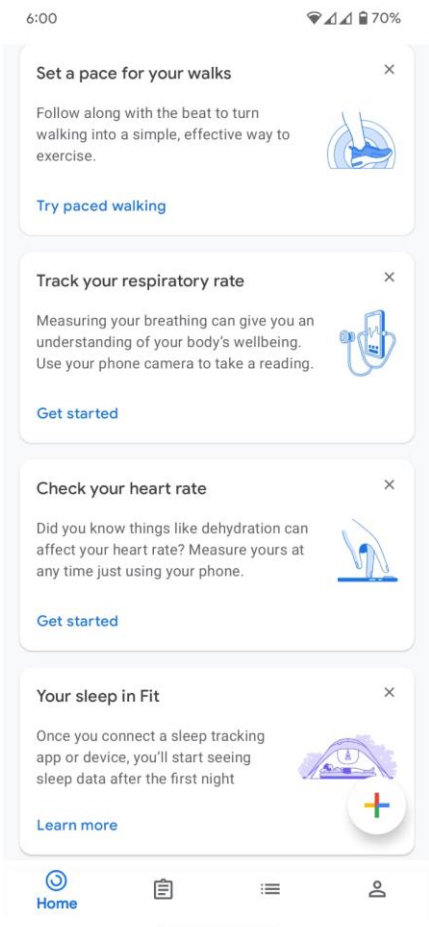 6:00
70%
Set a pace for your walks
Follow along with the beat to turn
walking into a simple, effective way to
exercise.
Try paced walking
Track your respiratory rate
Measuring your breathing can give you an
understanding of your body's wellbeing.
Use your phone camera to take a reading.
Get started
Check your heart rate
Did you know things like dehydration can
affect your heart rate? Measure yours at
any time just using your phone.
Get started
Your sleep in Fit
Once you connect a sleep tracking
app or device, you'll start seeing
sleep data after the first night
Learn more
Home